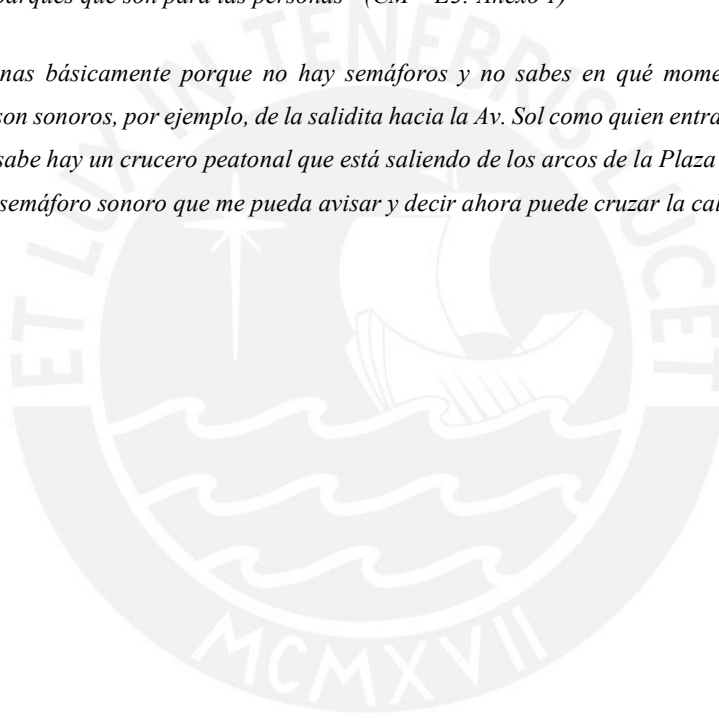 parques que son para las personas" (CM – E3: Anexo 1)
nas básicamente porque no hay semáforos y no sabes en qué mome
son sonoros, por ejemplo, de la salidita hacia la Av. Sol como quien entra
sabe hay un crucero peatonal que está saliendo de los arcos de la Plaza
semáforo sonoro que me pueda avisar y decir ahora puede cruzar la cal
ET LUX IN TENEBRIS LUCET
MCMXVII